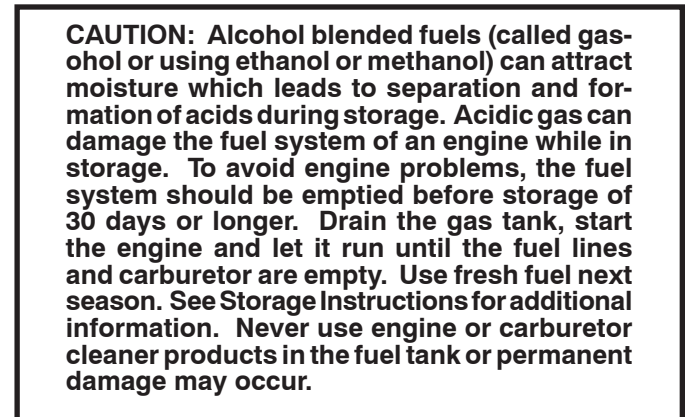 CAUTION:  Alcohol blended fuels (called gas-
ohol or using ethanol or methanol) can attract
moisture which leads to separation and for-
mation of acids during storage.  Acidic gas can
damage the fuel system of an engine while in
storage.  To avoid engine problems, the fuel
system should be emptied before storage of
30 days or longer.  Drain the gas tank, start
the engine and let it run until the fuel lines
and carburetor are empty.  Use fresh fuel next
season.  See Storage Instructions for additional
information.  Never use engine or carburetor
cleaner products in the fuel tank or permanent
damage may occur.